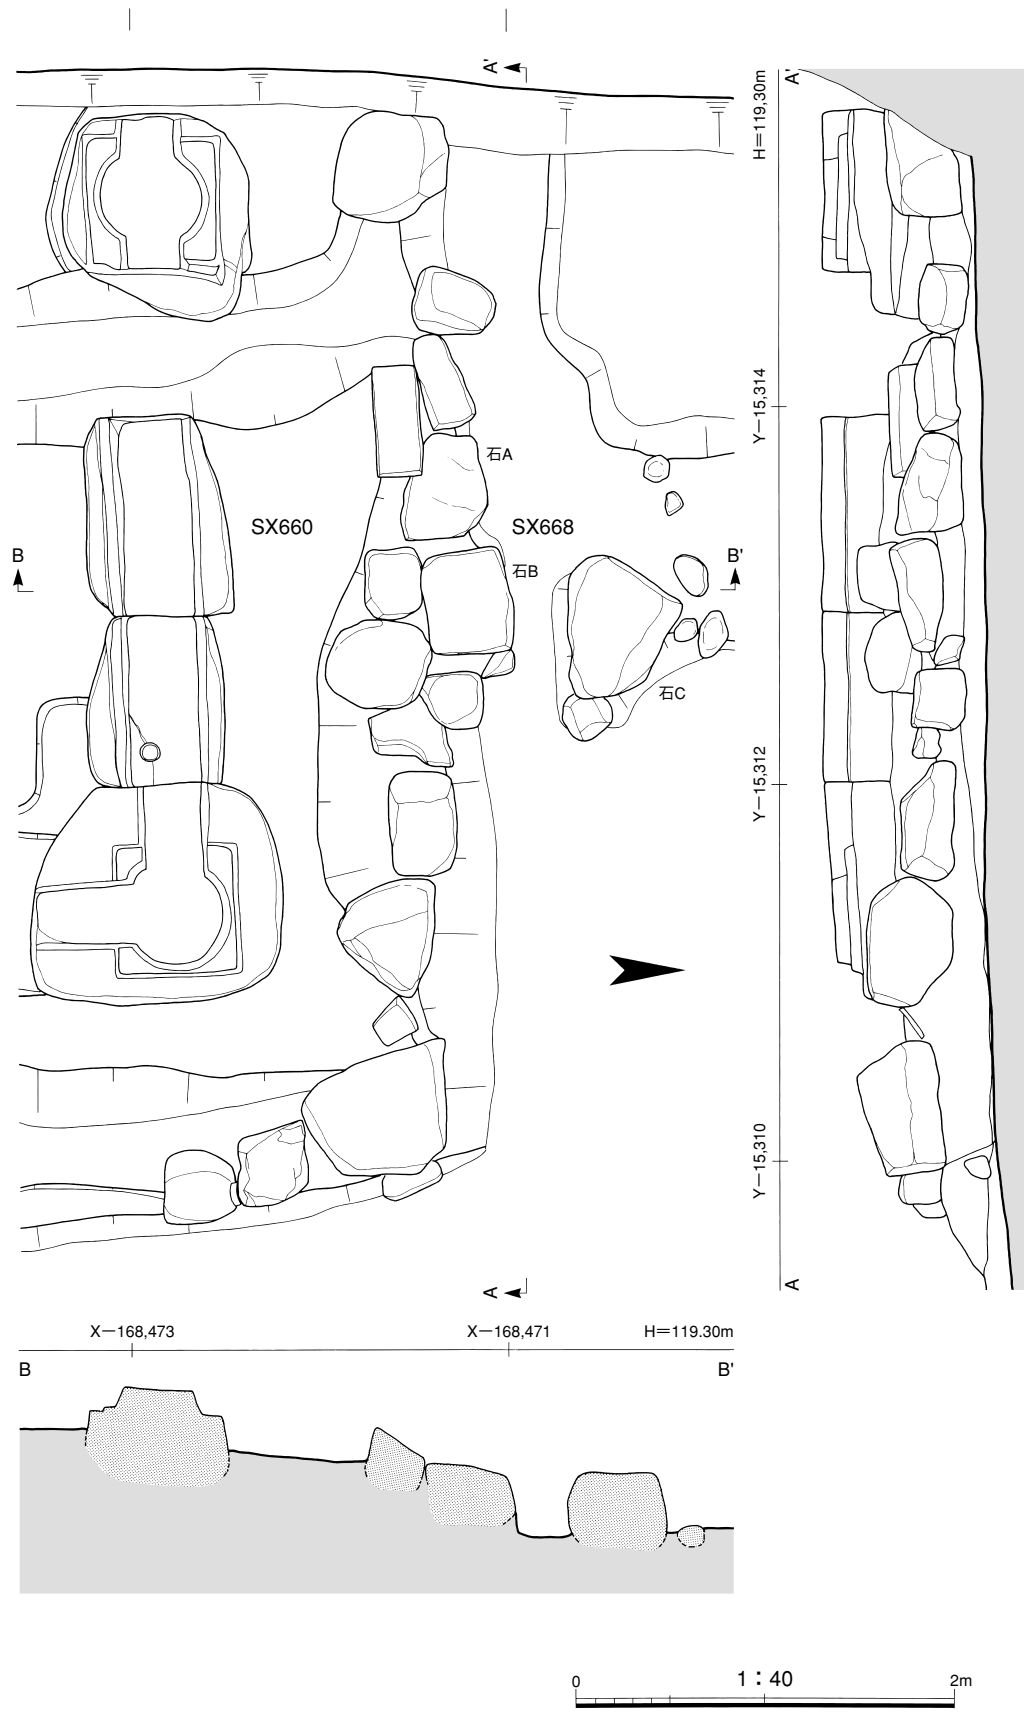 A'
A'
H＝119,30m
Y－15,314
石A
SX660
SX668
B
B'
石B
石C
Y－15,312
Y－15,310
A
A
X－168,473
X－168,471
H＝119.30m
B
B'
0
1：40
2m